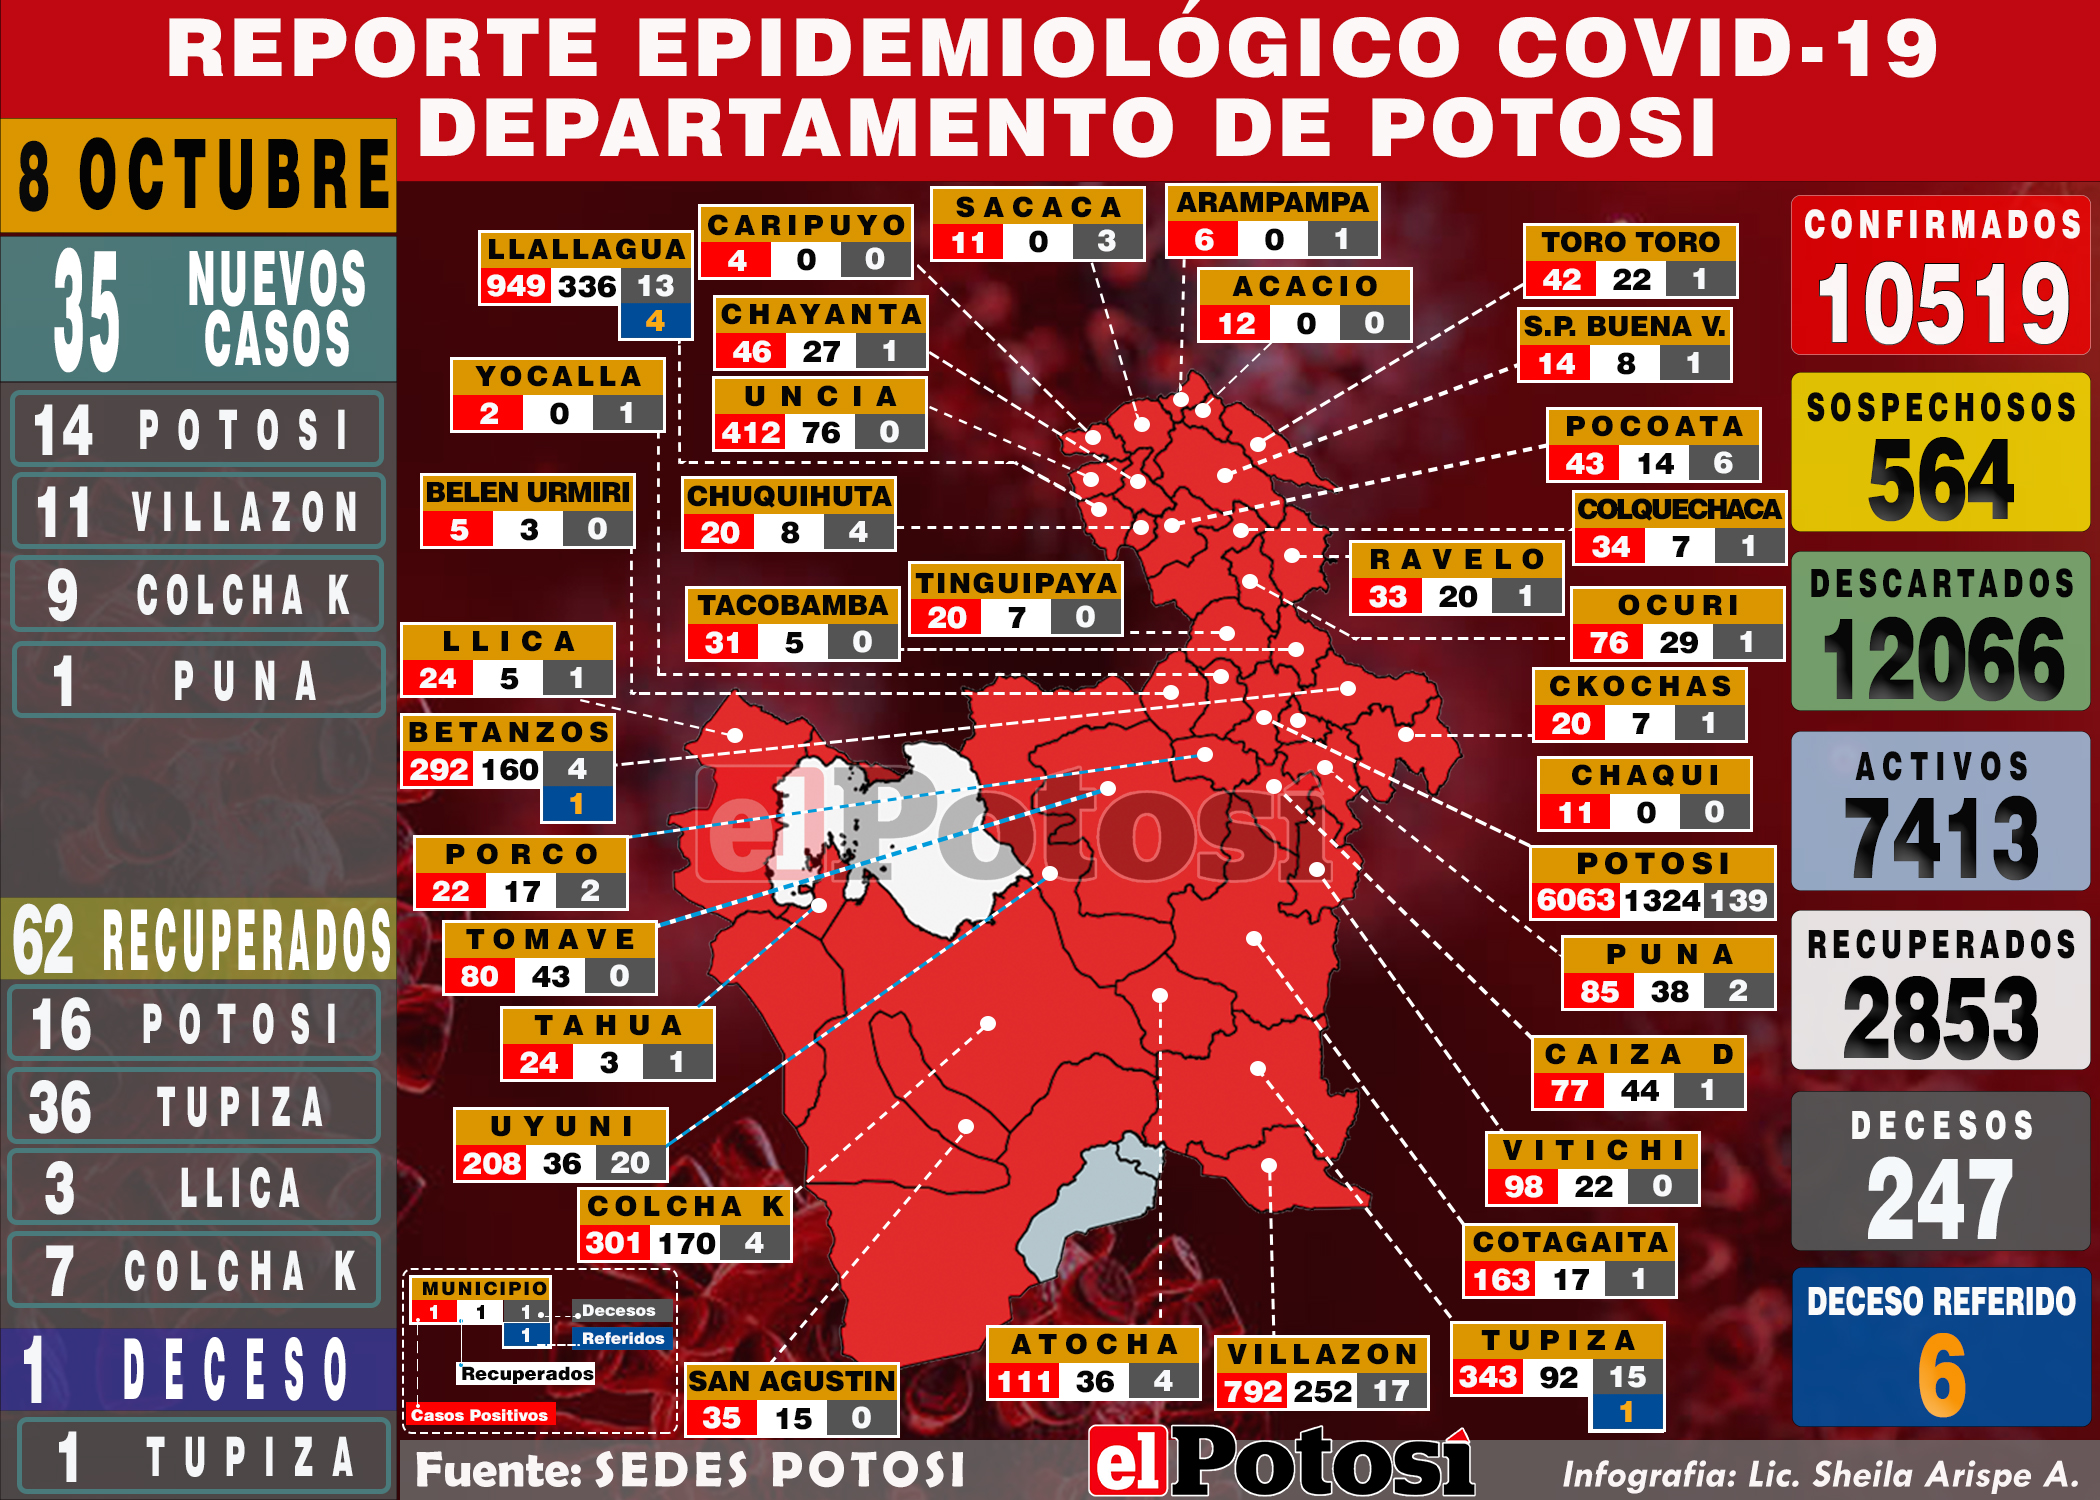 REPORTE EPIDEMIOLÓGICO COVID-19
DEPARTAMENTO DE POTOSI
8 OCTUBRE
35 NUEVOS CASOS
14 POTOSI
11 VILLAZON
9 COLCHA K
1 PUNA
62 RECUPERADOS
16 POTOSI
36 TUPIZA
3 LLICA
7 COLCHA K
1 DECESO
1 TUPIZA
LLALLAGUA
949 336 13
4
CARIPUYO
4 0 0
SACACA
11 0 3
ARAMPAMPA
6 0 1
ACACIO
12 0 0
CHAYANTA
46 27 1
UNCIA
412 76 0
YOCALLA
2 0 1
BELEN URMIRI
5 3 0
CHUQUIHUTA
20 8 4
TINGUIPAYA
20 7 0
TACOBAMBA
31 5 0
LLICA
24 5 1
BETANZOS
292 160 4
1
PORCO
22 17 2
TOMAVE
80 43 0
TAHUA
24 3 1
UYUNI
208 36 20
COLCHA K
301 170 4
SAN AGUSTIN
35 15 0
ATOCHA
111 36 4
VILLAZON
792 252 17
TUPIZA
343 92 15
1
COTAGAITA
163 17 1
VITICHI
98 22 0
CAIZA D
77 44 1
PUNA
85 38 2
POTOSI
6063 1324 139
CHAQUI
11 0 0
CKOCHAS
20 7 1
OCURI
76 29 1
RAVELO
33 20 1
COLQUECHACA
34 7 1
POCOATA
43 14 6
S.P. BUENA V.
14 8 1
TORO TORO
42 22 1
el Potosí
MUNICIPIO
1 1 1 Decesos
1 Referidos
Recuperados
Casos Positivos
CONFIRMADOS
10519
SOSPECHOSOS
564
DESCARTADOS
12066
ACTIVOS
7413
RECUPERADOS
2853
DECESOS
247
DECESO REFERIDO
6
Fuente: SEDES POTOSI
el Potosí
Infografia: Lic. Sheila Arispe A.